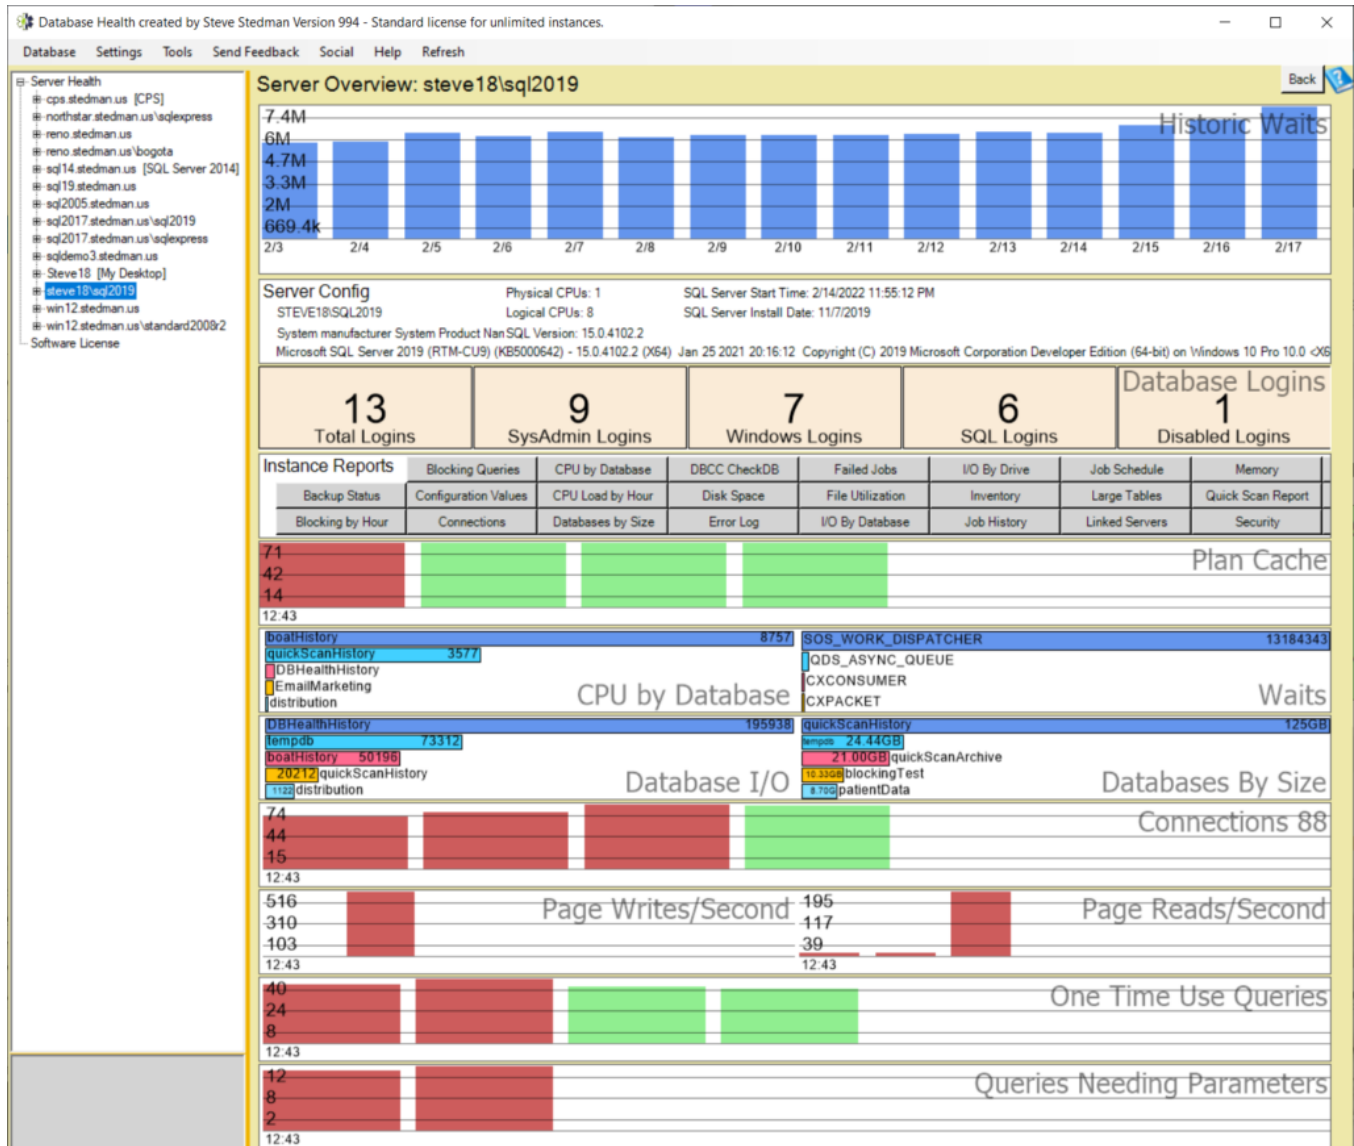 Database Health created by Steve Stedman Version 994 - Standard license for unlimited instances.
Database Settings Tools Send Feedback Social Help Refresh
Server Health
cps.stedman.us [CPS]
northstar.stedman.us\sqlexpress
reno.stedman.us
reno.stedman.us\bogota
sql14.stedman.us [SQL Server 2014]
sql19.stedman.us
sql2005.stedman.us
sql2017.stedman.us\sql2019
sql2017.stedman.us\sqlexpress
sqldemo3.stedman.us
Steve18 [My Desktop]
steve18\sql2019
win12.stedman.us
win12.stedman.us\standard2008r2
Software License
Server Overview: steve18\sql2019
Back
Historic Waits
7.4M
6M
4.7M
3.3M
2M
669.4k
2/3 2/4 2/5 2/6 2/7 2/8 2/9 2/10 2/11 2/12 2/13 2/14 2/15 2/16 2/17
Server Config Physical CPUs: 1 SQL Server Start Time: 2/14/2022 11:55:12 PM
STEVE18\SQL2019 Logical CPUs: 8 SQL Server Install Date: 11/7/2019
System manufacturer System Product Nan SQL Version: 15.0.4102.2
Microsoft SQL Server 2019 (RTM-CU9) (KB5000642) - 15.0.4102.2 (X64) Jan 25 2021 20:16:12 Copyright (C) 2019 Microsoft Corporation Developer Edition (64-bit) on Windows 10 Pro 10.0 <X6
Database Logins
13 9 7 6 1
Total Logins SysAdmin Logins Windows Logins SQL Logins Disabled Logins
Instance Reports Blocking Queries CPU by Database DBCC CheckDB Failed Jobs I/O By Drive Job Schedule Memory
Backup Status Configuration Values CPU Load by Hour Disk Space File Utilization Inventory Large Tables Quick Scan Report
Blocking by Hour Connections Databases by Size Error Log I/O By Database Job History Linked Servers Security
Plan Cache
71
42
14
12:43
boatHistory 8757
quickScanHistory 3577
DBHealthHistory
EmailMarketing
distribution
CPU by Database
SOS_WORK_DISPATCHER 13184343
QDS_ASYNC_QUEUE
CXCONSUMER
CXPACKET
Waits
DBHealthHistory 195938
tempdb 73312
boatHistory 50196
20212 quickScanHistory
1122 distribution
Database I/O
quickScanHistory 125GB
tempdb 24.44GB
21.00GB quickScanArchive
10.33GB blockingTest
8.70G patientData
Databases By Size
Connections 88
74
44
15
12:43
Page Writes/Second
516
310
103
12:43
Page Reads/Second
195
117
39
12:43
One Time Use Queries
40
24
8
12:43
Queries Needing Parameters
12
8
2
12:43